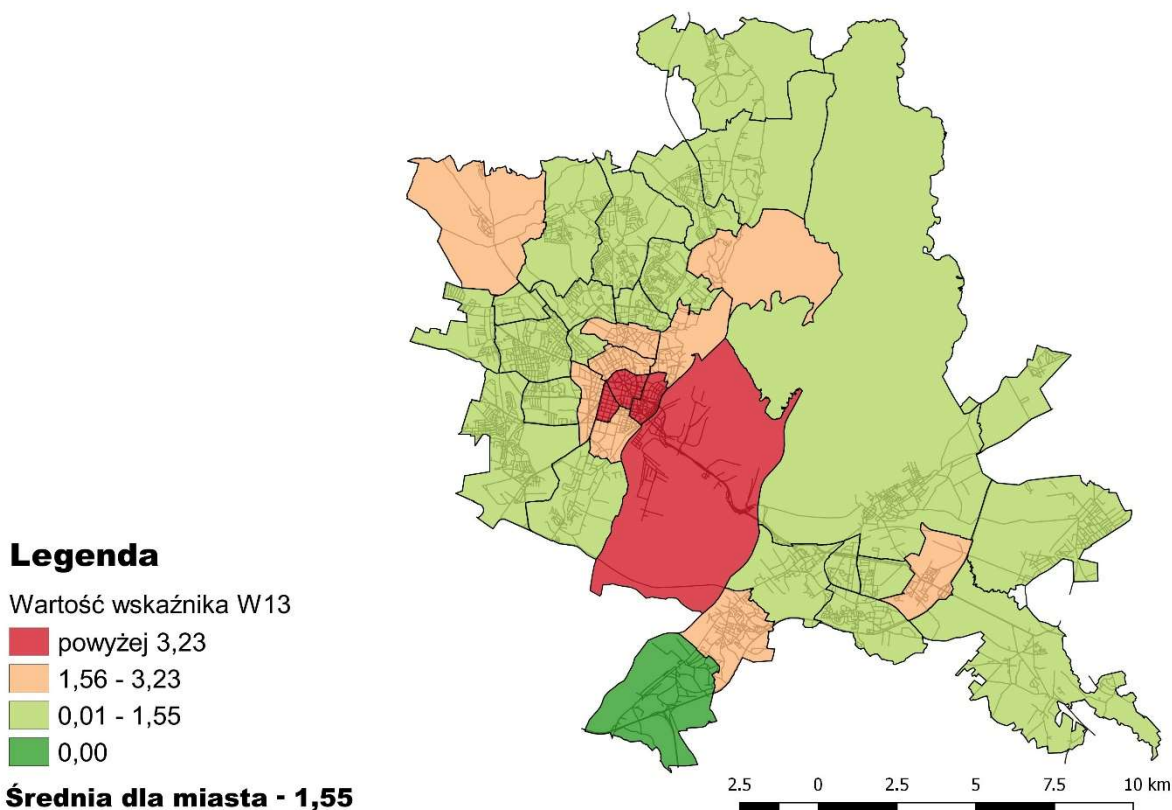 Legenda
Wartość wskaźnika W13
powyżej 3,23
1,56 - 3,23
0,01 - 1,55
0,00
Średnia dla miasta - 1,55
2.5 0 2.5 5 7.5 10 km